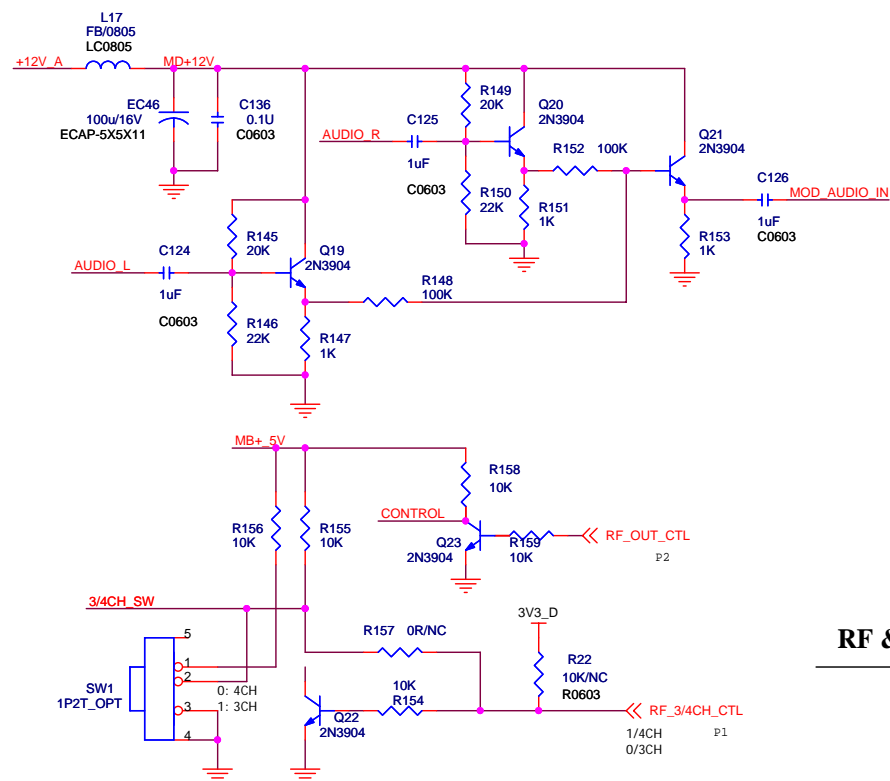 L17
FB/0805
LC0805
+12V_A
MD+12V
EC46
100u/16V
ECAP-5X5X11
C136
0.1U
C0603
AUDIO_R
C125
1uF
C0603
R149
20K
Q20
2N3904
R152 100K
Q21
2N3904
R150
22K
R151
1K
C126
MOD_AUDIO_IN
1uF
C0603
R153
1K
AUDIO_L
C124
1uF
C0603
R145
20K
Q19
2N3904
R148
100K
R146
22K
R147
1K
MB+_5V
R158
10K
CONTROL
R156
10K
R155
10K
Q23
2N3904
R159
10K
RF_OUT_CTL
P2
3/4CH_SW
R157 0R/NC
3V3_D
RF &
R22
10K/NC
R0603
5
1
2
3
4
SW1
1P2T_OPT
0: 4CH
1: 3CH
10K
R154
Q22
2N3904
RF_3/4CH_CTL
1/4CH
0/3CH
P1